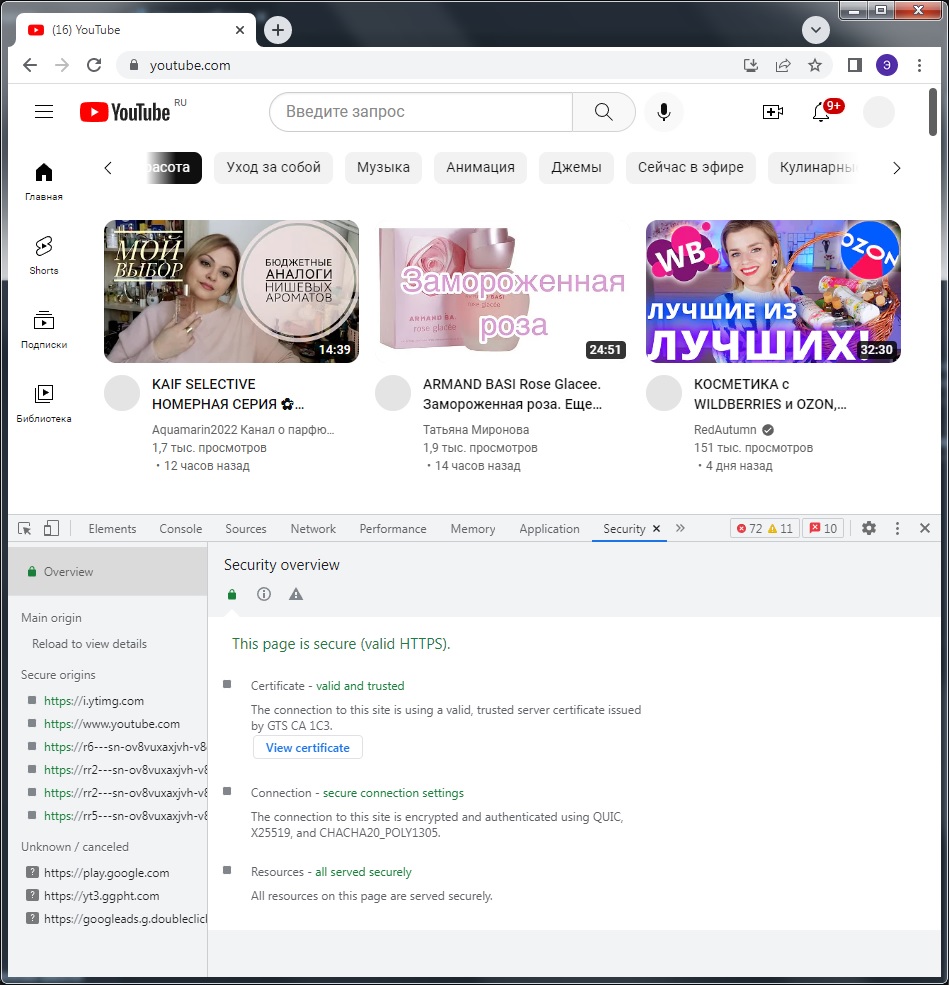 (16) YouTube
youtube.com
Э
YouTube RU
Введите запрос
9+
Уход за собой
Музыка
Анимация
Джемы
Сейчас в эфире
Главная
Shorts
Подписки
Библиотека
МОЙ
ВЫБОР
БЮДЖЕТНЫЕ
АНАЛОГИ
НИШЕВЫХ
АРОМАТОВ
14:39
KAIF SELECTIVE
НОМЕРНАЯ СЕРИЯ ✿…
Aquamarin2022 Канал о парфю…
1,7 тыс. просмотров
• 12 часов назад
Замороженная
роза
ARMAND BASI
rose glacée
24:51
ARMAND BASI Rose Glacee.
Замороженная роза. Еще…
Татьяна Миронова
1,9 тыс. просмотров
• 14 часов назад
WB
OZON
ЛУЧШИЕ ИЗ
ЛУЧШИХ!
32:30
КОСМЕТИКА с
WILDBERRIES и OZON,…
RedAutumn
151 тыс. просмотров
• 4 дня назад
Elements Console Sources Network Performance Memory Application Security 72 11 10
Overview
Main origin
Reload to view details
Secure origins
https://i.ytimg.com
https://www.youtube.com
https://r6---sn-ov8vuxaxjvh-v8
https://rr2---sn-ov8vuxaxjvh-v8
https://rr2---sn-ov8vuxaxjvh-v8
https://rr5---sn-ov8vuxaxjvh-v8
Unknown / canceled
https://play.google.com
https://yt3.ggpht.com
https://googleads.g.doubleclic
Security overview
This page is secure (valid HTTPS).
Certificate - valid and trusted
The connection to this site is using a valid, trusted server certificate issued
by GTS CA 1C3.
View certificate
Connection - secure connection settings
The connection to this site is encrypted and authenticated using QUIC,
X25519, and CHACHA20_POLY1305.
Resources - all served securely
All resources on this page are served securely.